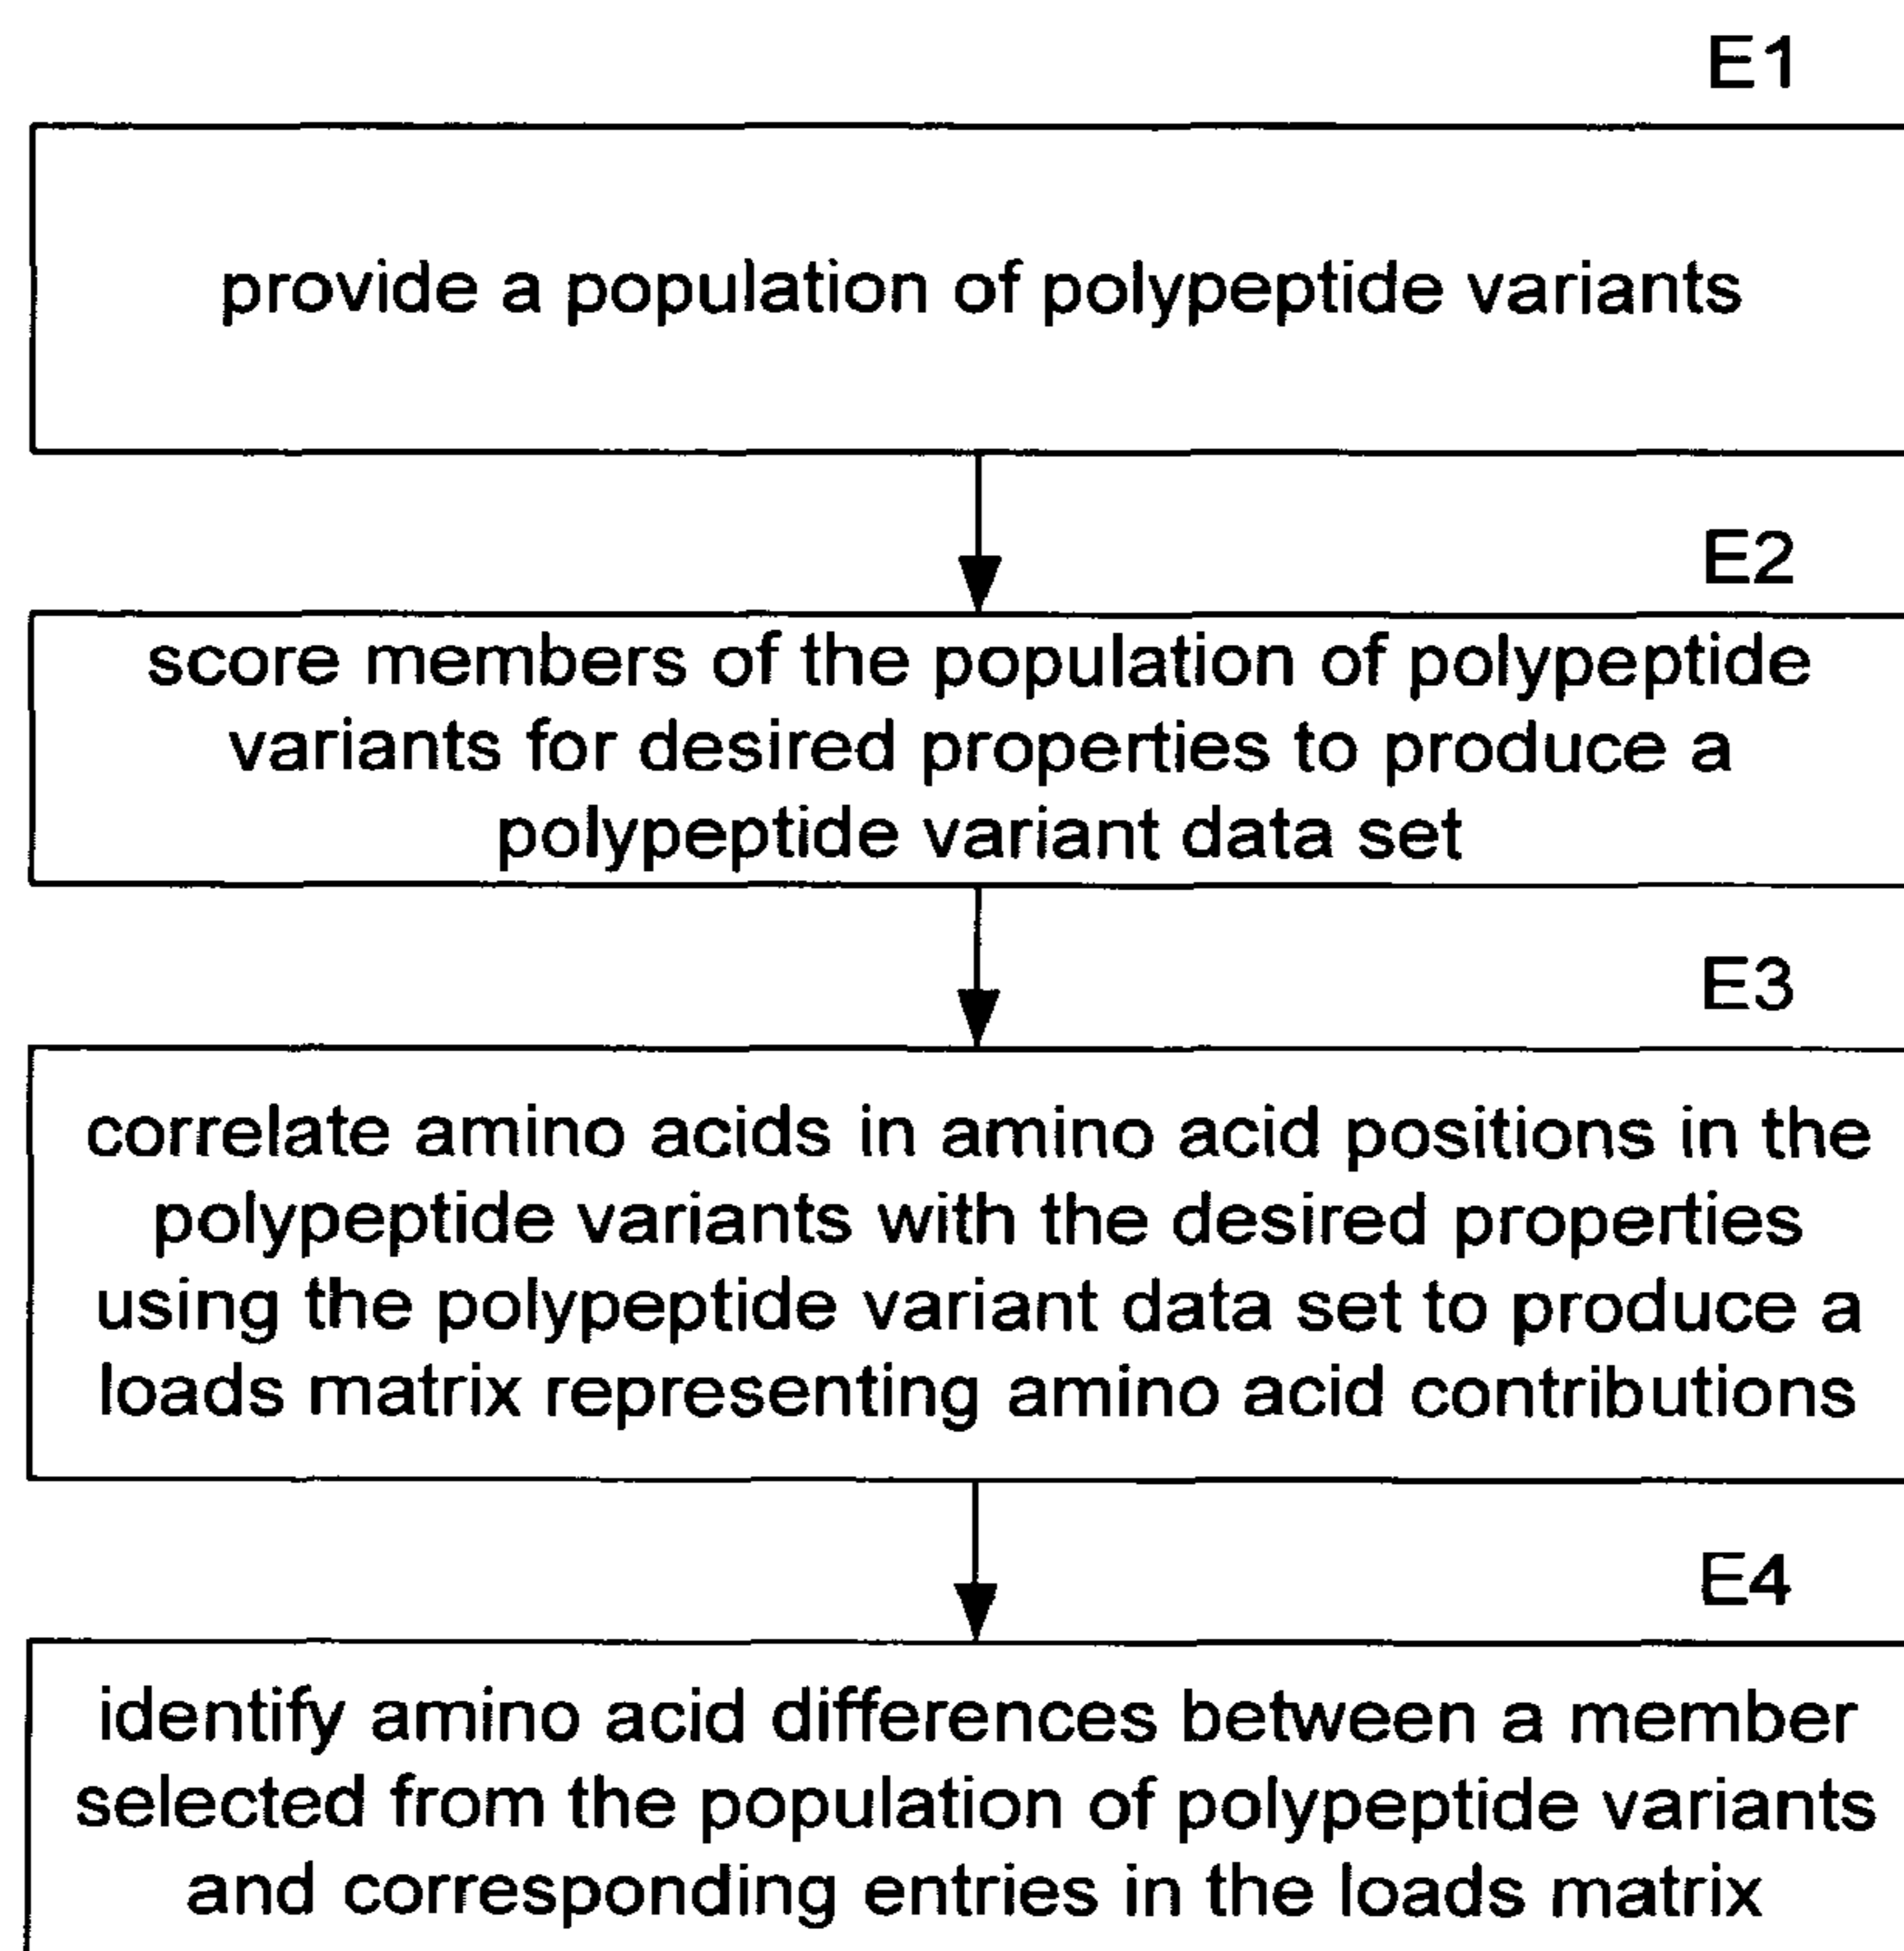 E1
provide a population of polypeptide variants
E2
score members of the population of polypeptide
variants for desired properties to produce a
polypeptide variant data set
E3
correlate amino acids in amino acid positions in the
polypeptide variants with the desired properties
using the polypeptide variant data set to produce a
loads matrix representing amino acid contributions
E4
identify amino acid differences between a member
selected from the population of polypeptide variants
and corresponding entries in the loads matrix